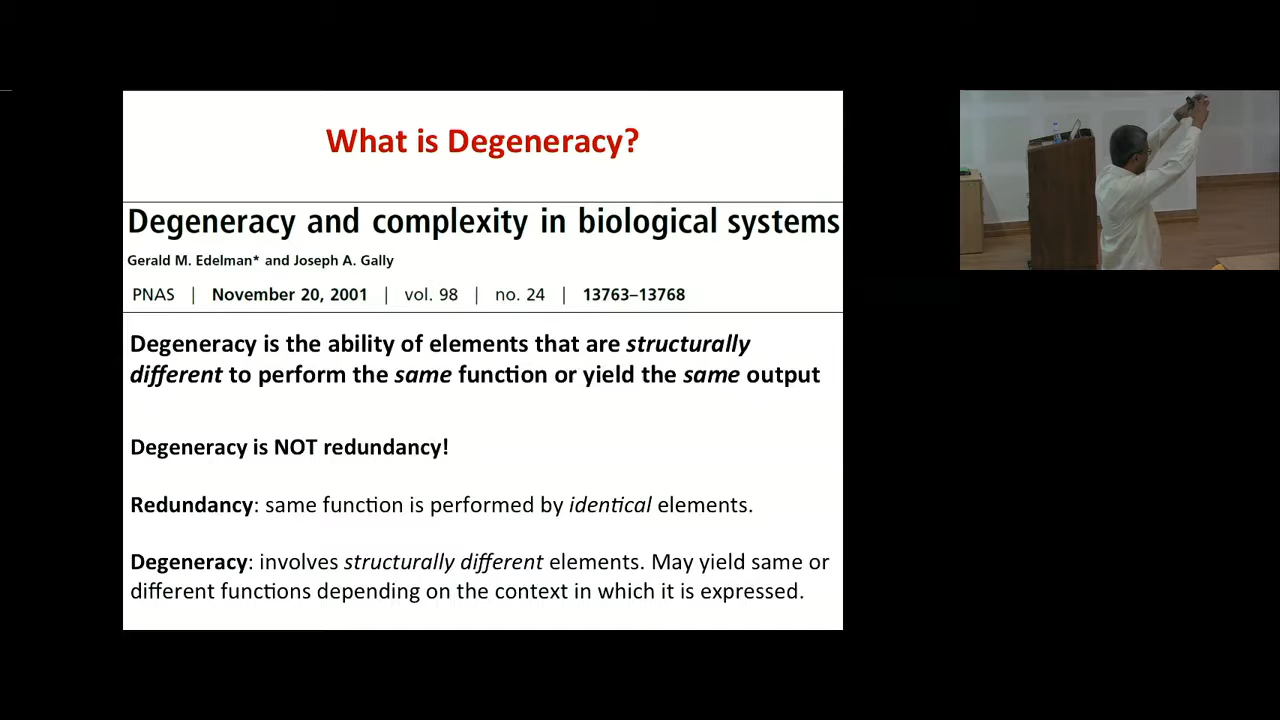 What is Degeneracy?
Degeneracy and complexity in biological systems
Gerald M. Edelman* and Joseph A. Gally
PNAS | November 20, 2001 | vol. 98 | no. 24 | 13763–13768
Degeneracy is the ability of elements that are structurally
different to perform the same function or yield the same output
Degeneracy is NOT redundancy!
Redundancy: same function is performed by identical elements.
Degeneracy: involves structurally different elements. May yield same or
different functions depending on the context in which it is expressed.